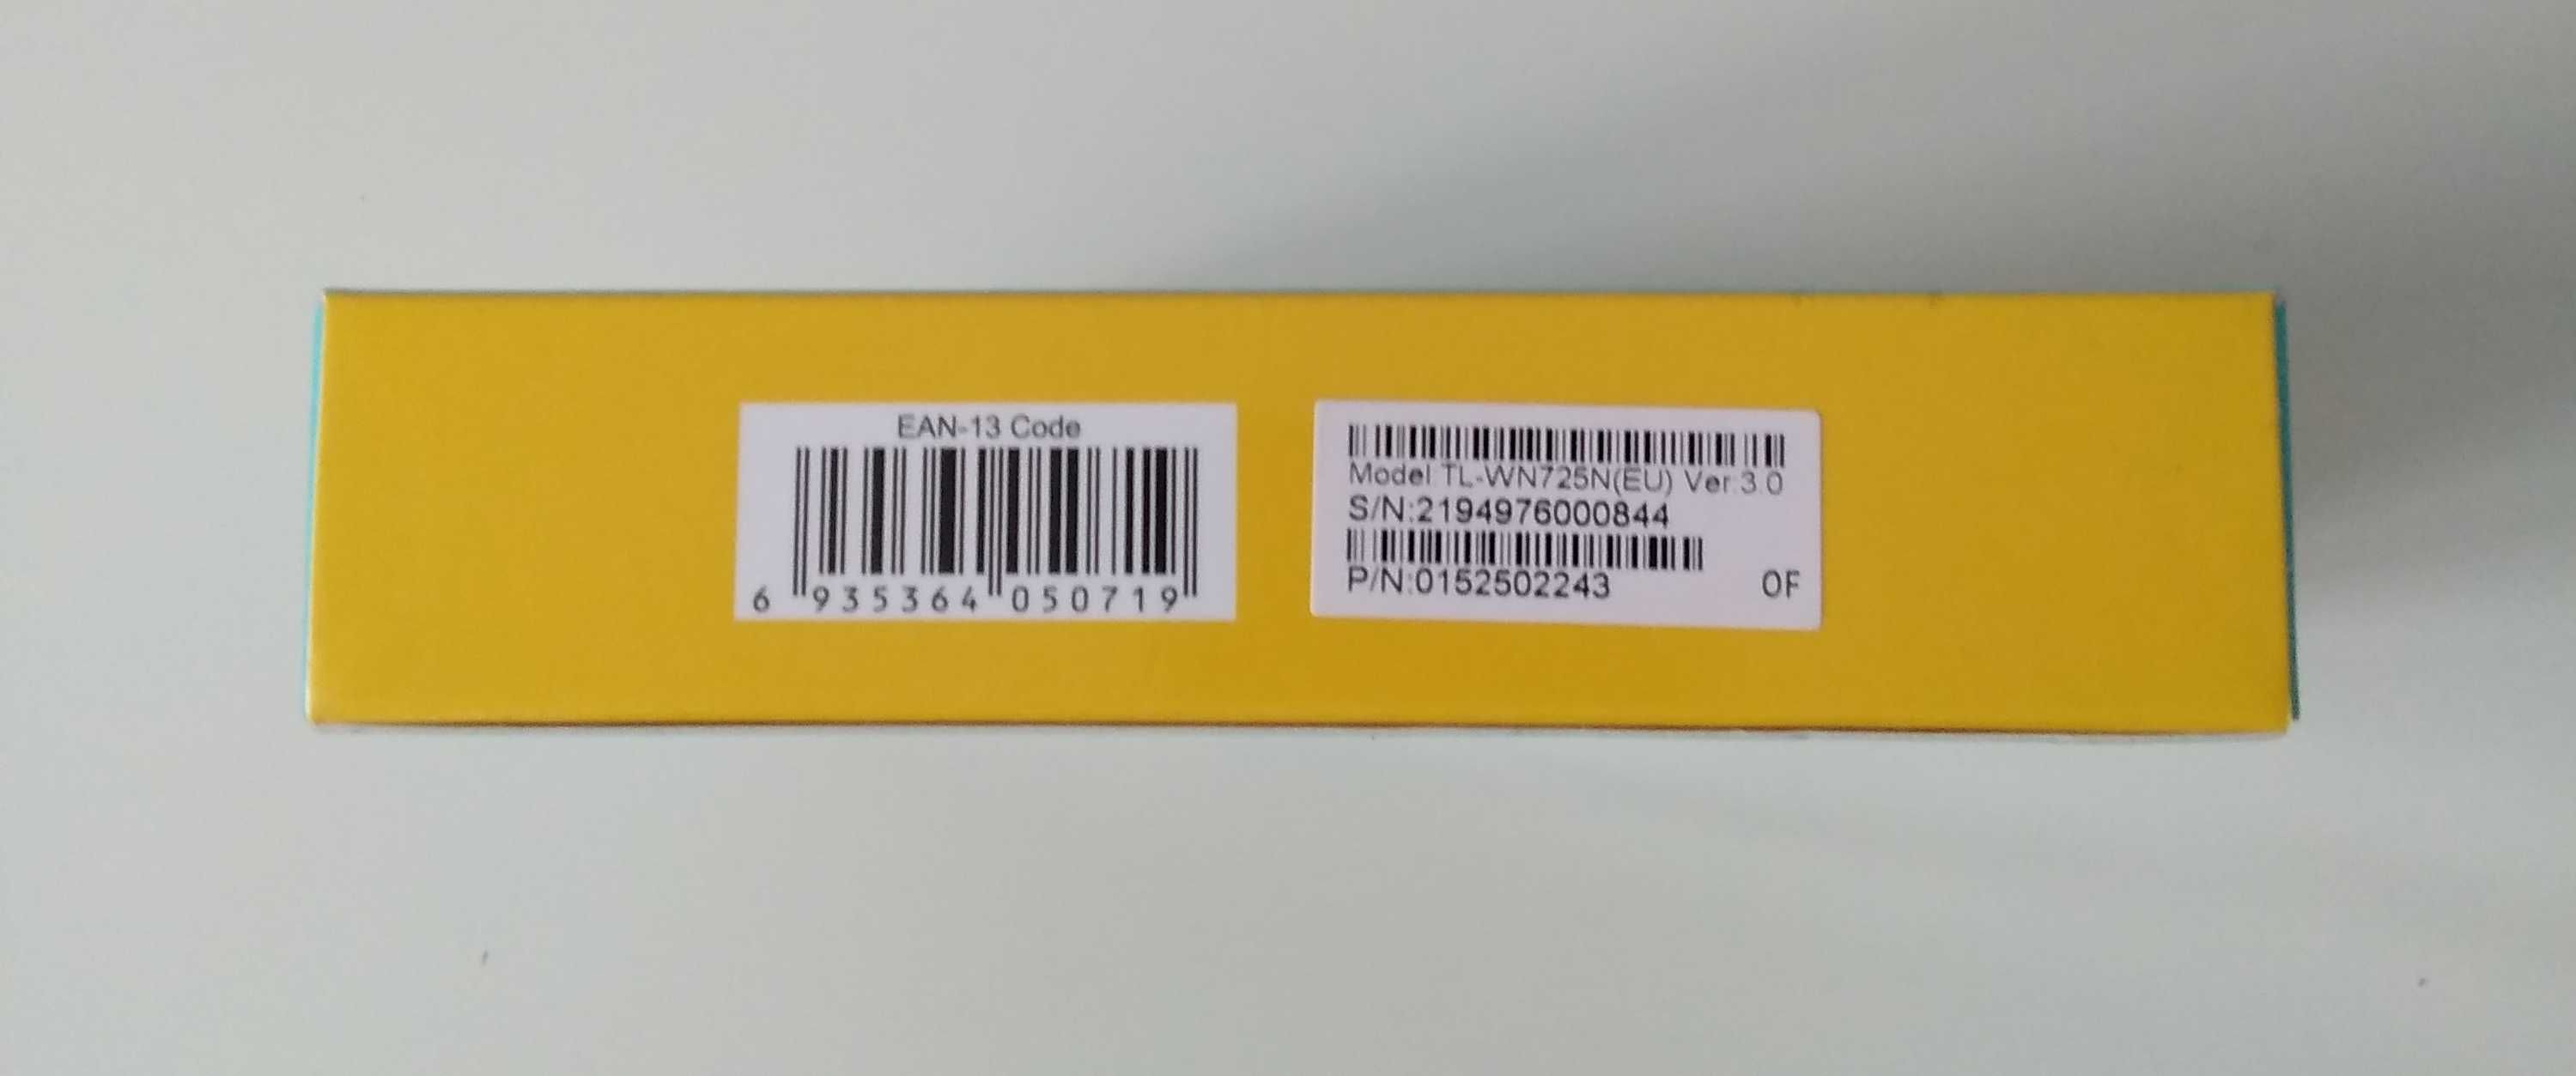 EAN-13 Code
6 935364 050719
Model TL-WN725N(EU) Ver:3.0
S/N:2194976000844
P/N:0152502243
OF